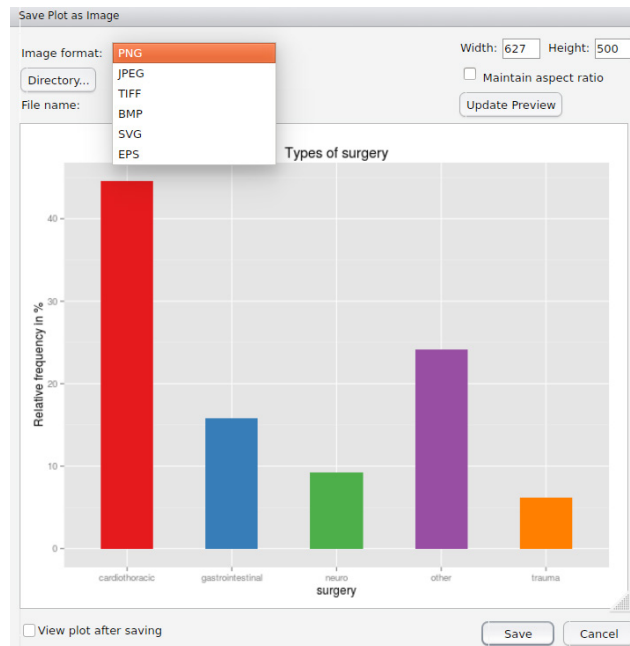 Save Plot as Image
Image format: PNG
Width: 627 Height: 500
JPEG
Maintain aspect ratio
Directory...
TIFF
File name:
Update Preview
BMP
SVG
EPS
Types of surgery
40
30
20
10
0
Relative frequency in %
cardiothoracic gastrointestinal neuro other trauma
surgery
View plot after saving
Save Cancel